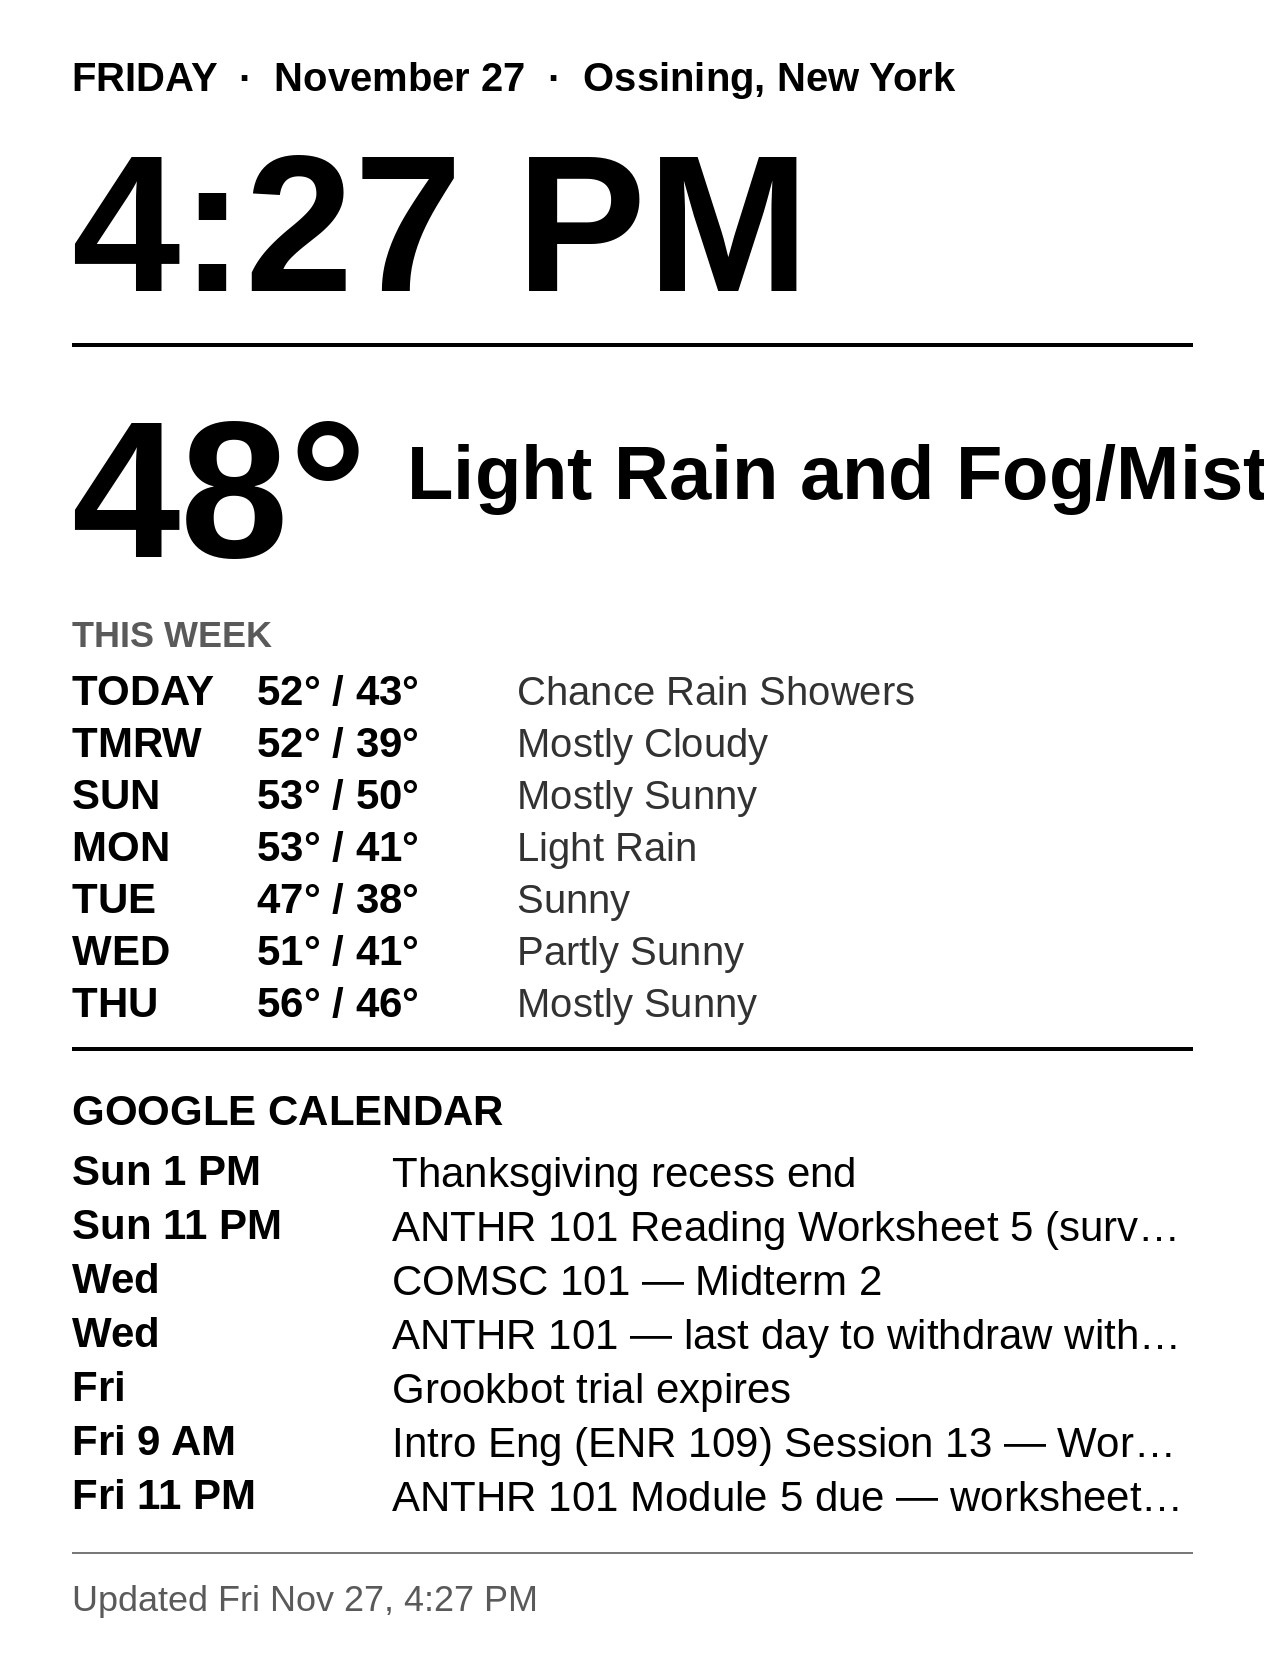 FRIDAY · November 27 · Ossining, New York
4:27 PM
48° Light Rain and Fog/Mist
THIS WEEK
TODAY 52° / 43° Chance Rain Showers
TMRW 52° / 39° Mostly Cloudy
SUN 53° / 50° Mostly Sunny
MON 53° / 41° Light Rain
TUE 47° / 38° Sunny
WED 51° / 41° Partly Sunny
THU 56° / 46° Mostly Sunny
GOOGLE CALENDAR
Sun 1 PM Thanksgiving recess end
Sun 11 PM ANTHR 101 Reading Worksheet 5 (surv…
Wed COMSC 101 — Midterm 2
Wed ANTHR 101 — last day to withdraw with…
Fri Grookbot trial expires
Fri 9 AM Intro Eng (ENR 109) Session 13 — Wor…
Fri 11 PM ANTHR 101 Module 5 due — worksheet…
Updated Fri Nov 27, 4:27 PM